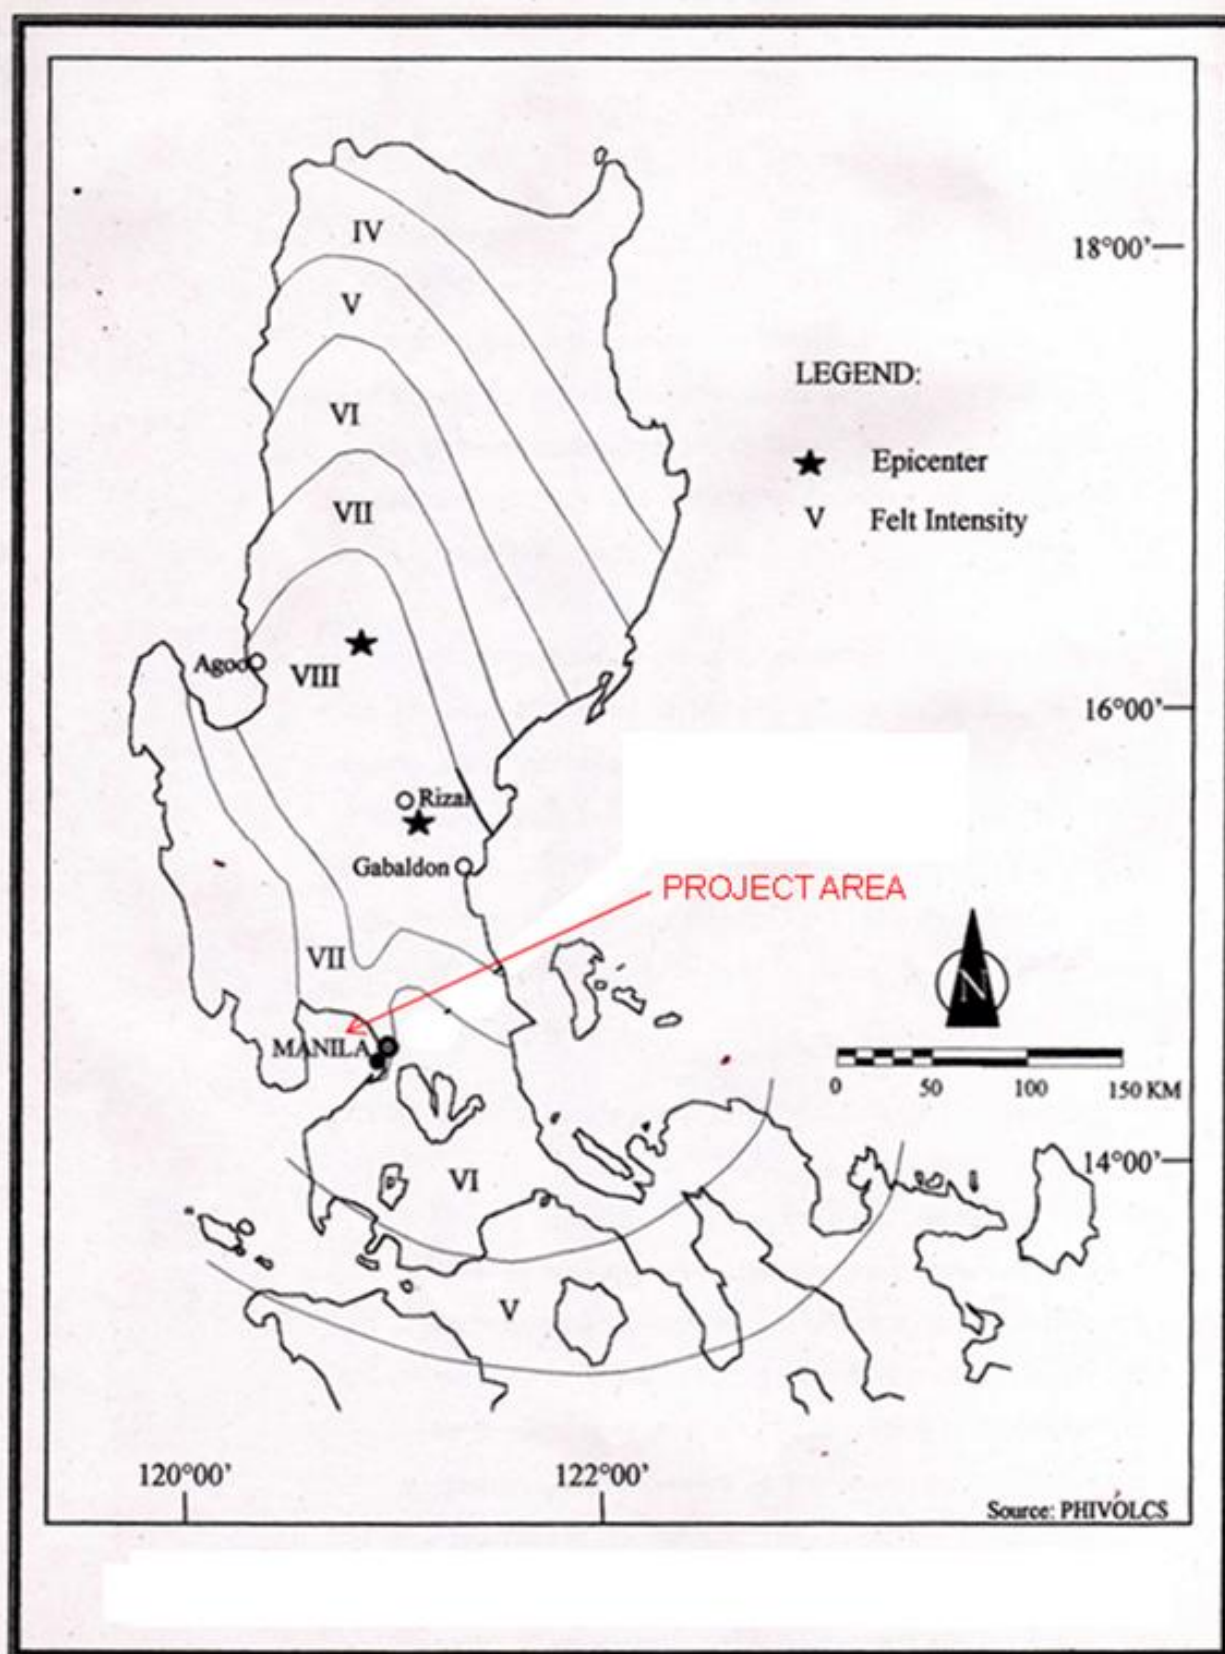 IV
18°00'
V
LEGEND:
VI
Epicenter
VII
V Felt Intensity
Agoo
VIII
16°00'
Rizal
Gabaldon
PROJECT AREA
VII
N
MANILA
0 50 100 150 KM
14°00'
VI
V
120°00' 122°00'
Source: PHIVOLCS